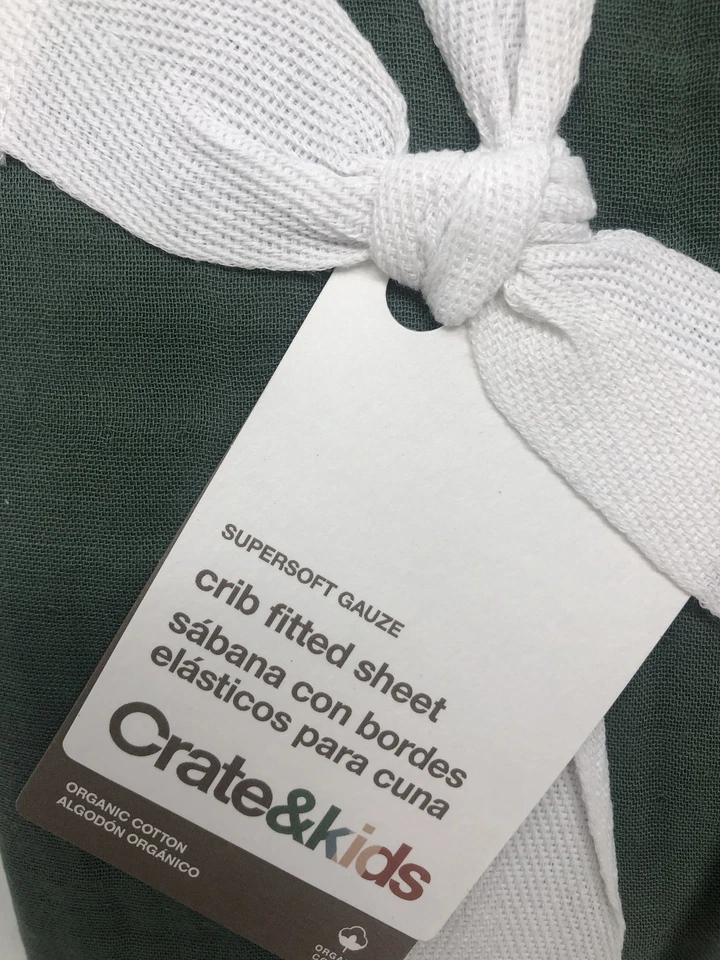 SUPERSOFT GAUZE
crib fitted sheet
sábana con bordes
elásticos para cuna
Crate&kids
ORGANIC COTTON
ALGODÓN ORGÁNICO